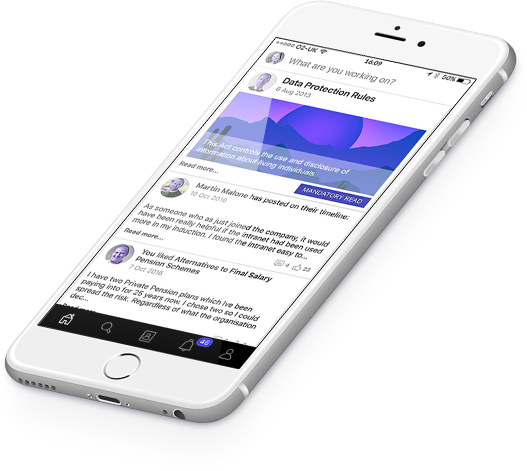 O2-UK 16:09 50%
What are you working on?
Data Protection Rules
6 Aug 2013
This Act controls the use and disclosure of
information about living individuals
Read more...
MANDATORY READ
Martin Malone has posted on their timeline:
10 Oct 2016
As someone who as just joined the company, it would
have been really helpful if the intranet had been used
more in my induction. I found the intranet easy to...
Read more...
4 23
You liked Alternatives to Final Salary
Pension Schemes
7 Oct 2016
I have two Private Pension plans which Ive been
paying into for 25 years now. I chose two so I could
spread the risk. Regardless of what the organisation
dec...
46